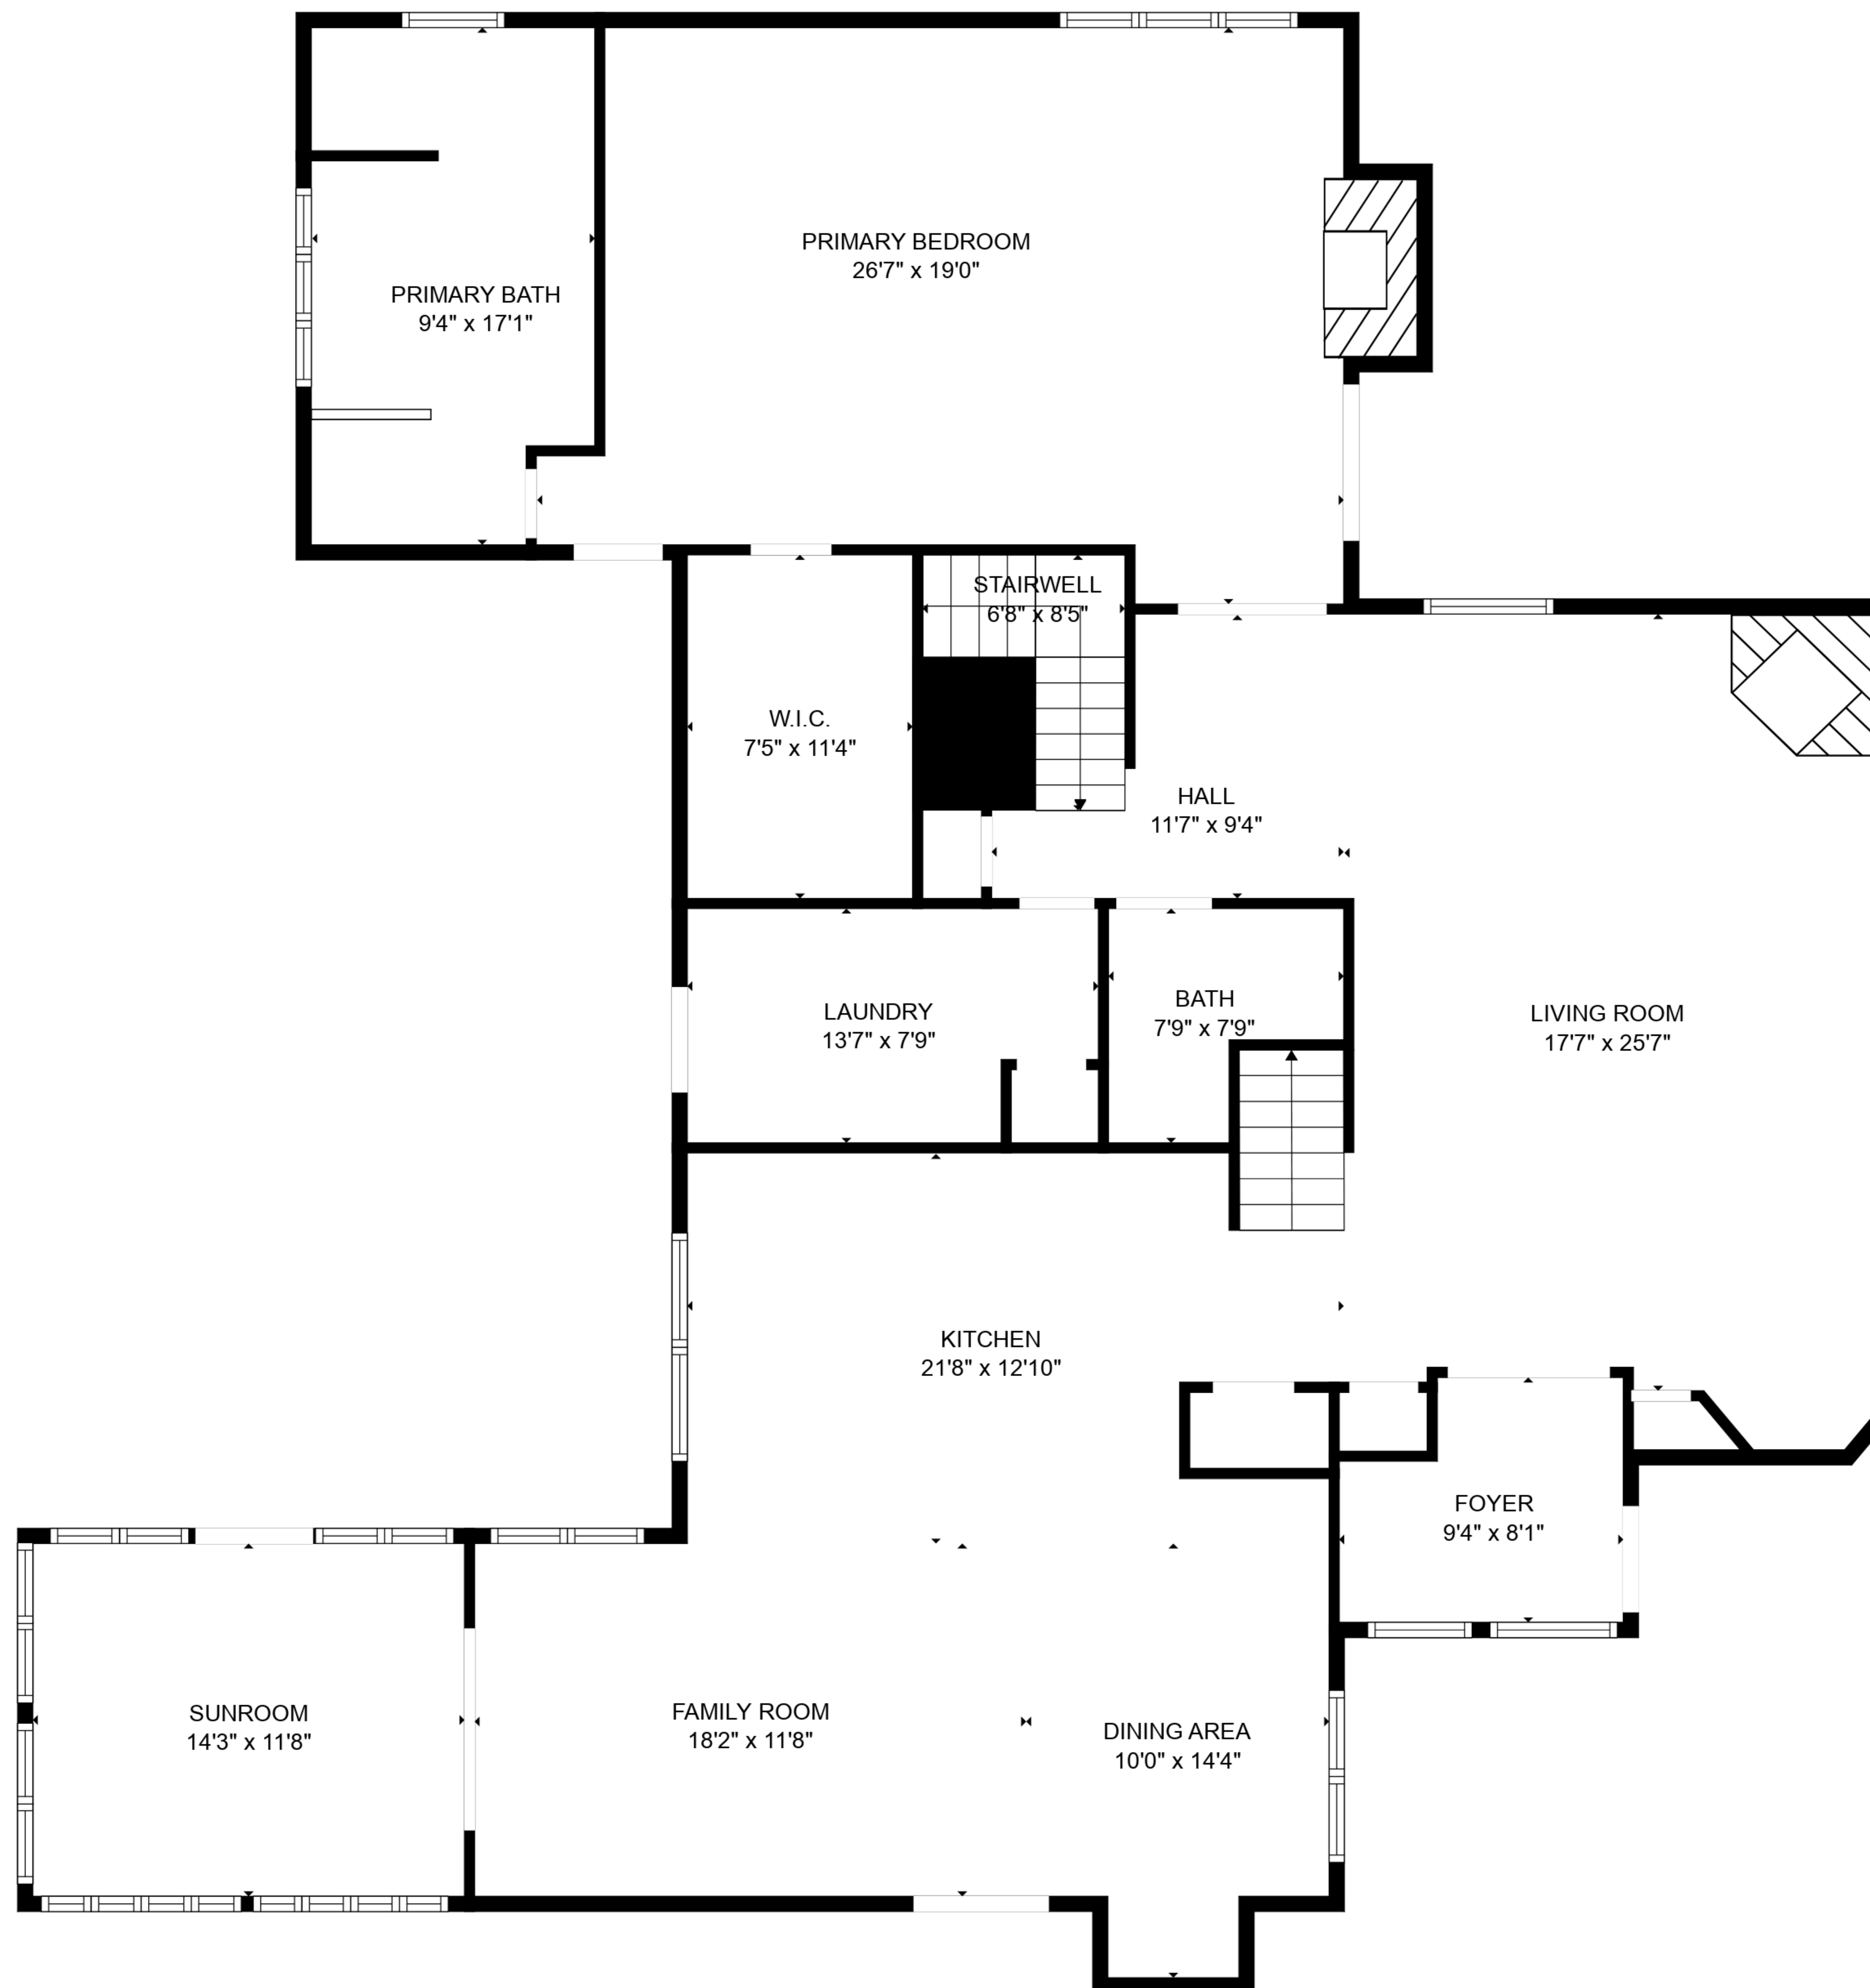 PRIMARY BEDROOM
26'7" x 19'0"
PRIMARY BATH
9'4" x 17'1"
STAIRWELL
6'8" x 8'5"
W.I.C.
7'5" x 11'4"
HALL
11'7" x 9'4"
LAUNDRY
13'7" x 7'9"
BATH
7'9" x 7'9"
LIVING ROOM
17'7" x 25'7"
KITCHEN
21'8" x 12'10"
FOYER
9'4" x 8'1"
SUNROOM
14'3" x 11'8"
FAMILY ROOM
18'2" x 11'8"
DINING AREA
10'0" x 14'4"